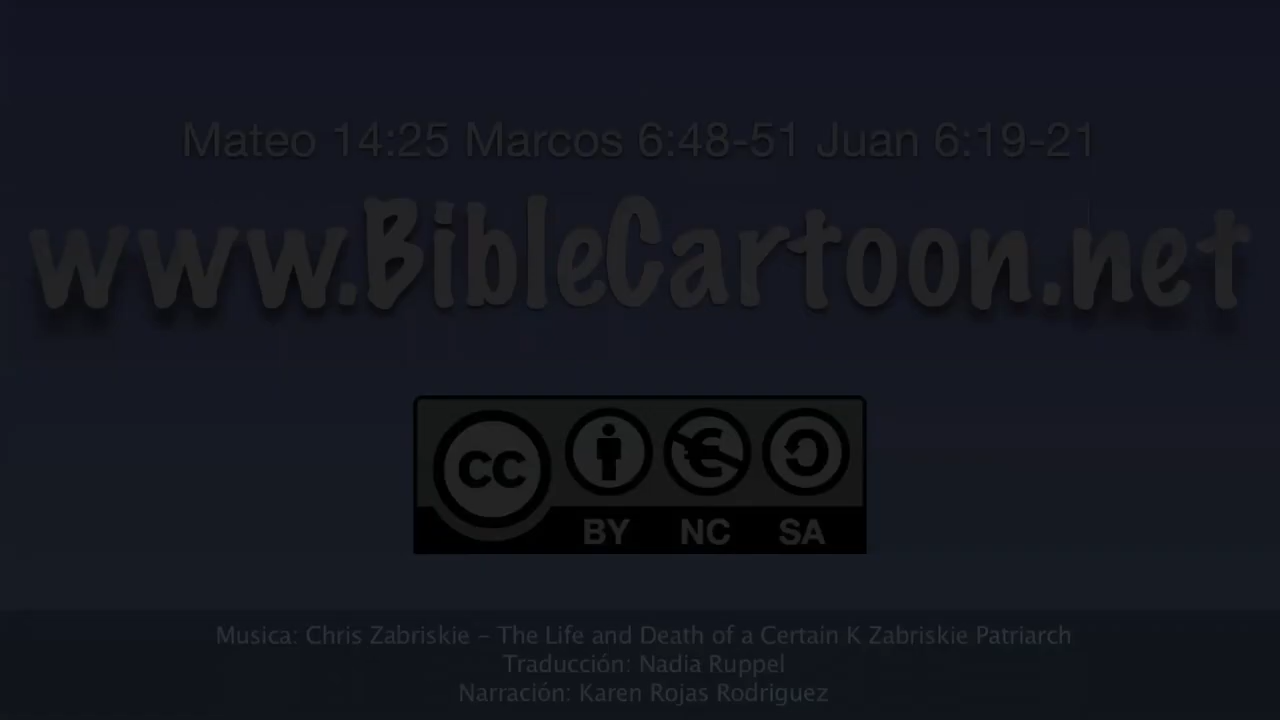 Mateo 14:25 Marcos 6:48-51 Juan 6:19-21
www.BibleCartoon.net
cc
BY NC SA
Musica: Chris Zabriskie - The Life and Death of a Certain K Zabriskie Patriarch
Traducción: Nadia Ruppel
Narración: Karen Rojas Rodriguez